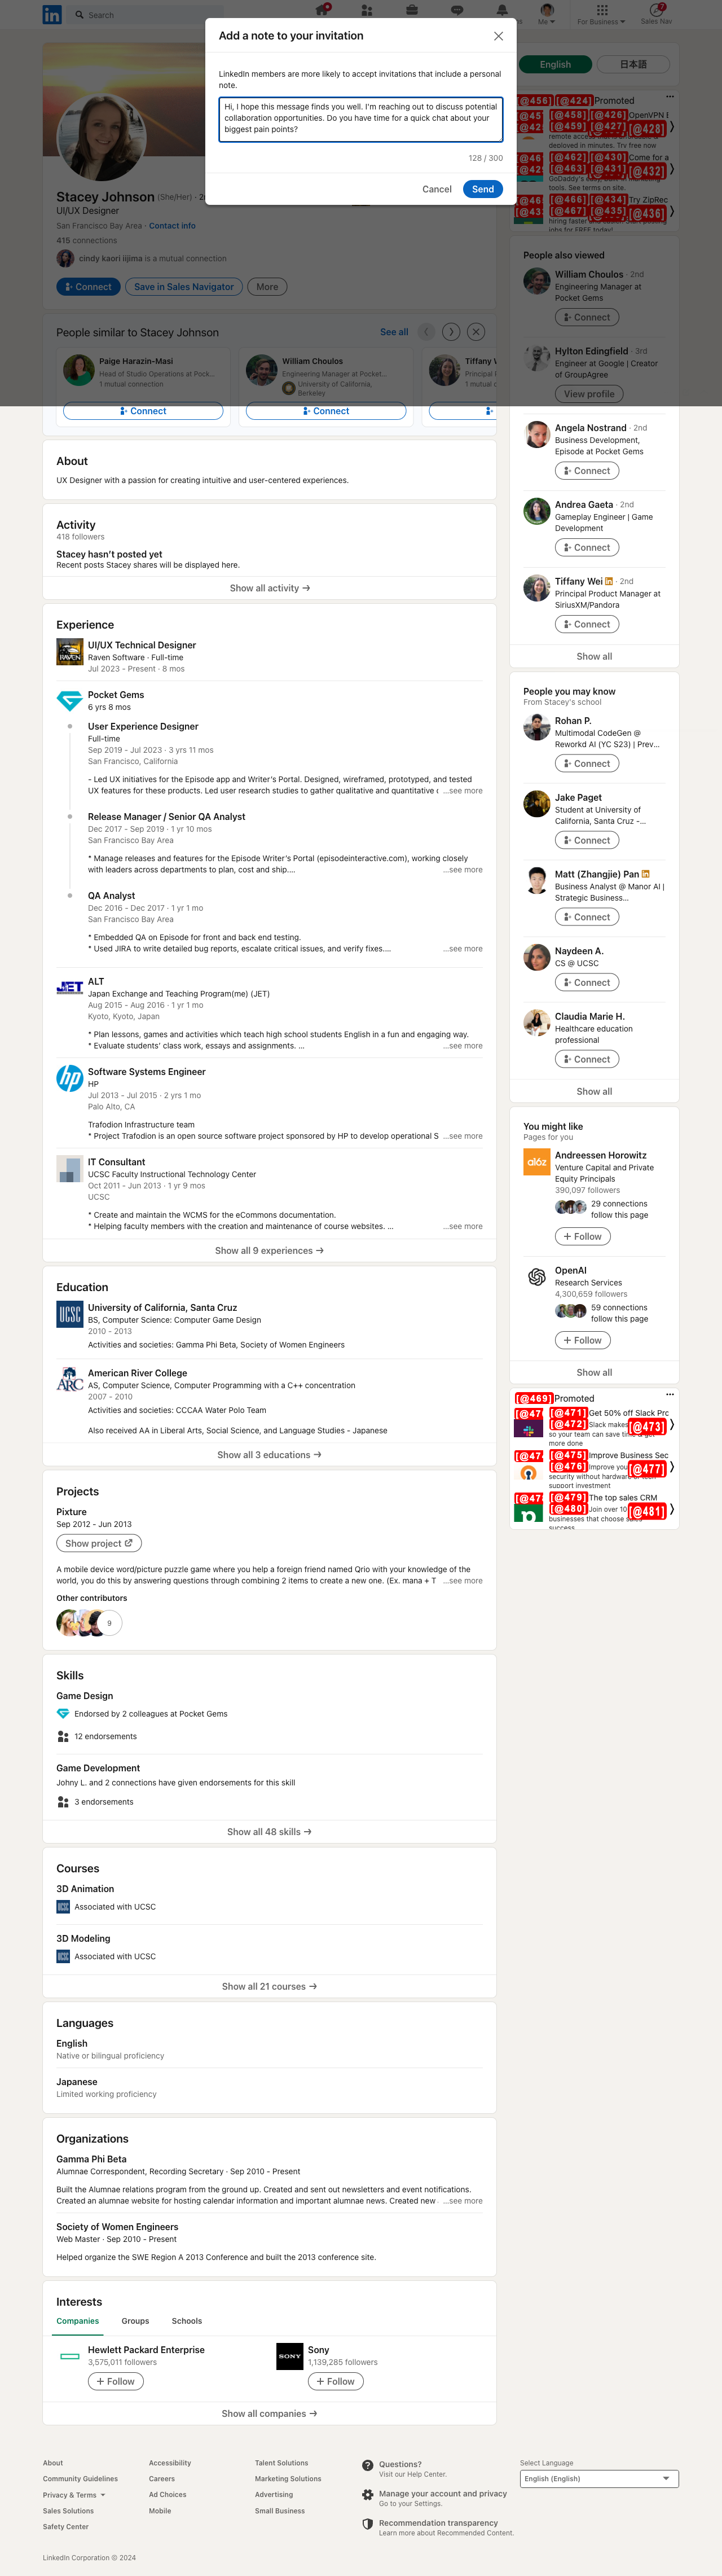 Search
Me
For Business
Sales Nav
Add a note to your invitation
LinkedIn members are more likely to accept invitations that include a personal
note.
Hi, I hope this message finds you well. I'm reaching out to discuss potential
collaboration opportunities. Do you have time for a quick chat about your
biggest pain points?
128 / 300
Cancel
Send
English
日本語
Stacey Johnson (She/Her)
UI/UX Designer
San Francisco Bay Area · Contact info
415 connections
cindy kaori iijima is a mutual connection
Connect
Save in Sales Navigator
More
People similar to Stacey Johnson
See all
Paige Harazin-Masi
Head of Studio Operations at Pock...
1 mutual connection
Connect
William Choulos
Engineering Manager at Pocket...
University of California,
Berkeley
Connect
About
UX Designer with a passion for creating intuitive and user-centered experiences.
Activity
418 followers
Stacey hasn't posted yet
Recent posts Stacey shares will be displayed here.
Show all activity →
Experience
UI/UX Technical Designer
Raven Software · Full-time
Jul 2023 - Present · 8 mos
Pocket Gems
6 yrs 8 mos
User Experience Designer
Full-time
Sep 2019 - Jul 2023 · 3 yrs 11 mos
San Francisco, California
- Led UX initiatives for the Episode app and Writer's Portal. Designed, wireframed, prototyped, and tested
UX features for these products. Led user research studies to gather qualitative and quantitative ...see more
Release Manager / Senior QA Analyst
Dec 2017 - Sep 2019 · 1 yr 10 mos
San Francisco Bay Area
* Manage releases and features for the Episode Writer's Portal (episodeinteractive.com), working closely
with leaders across departments to plan, cost and ship.... ...see more
QA Analyst
Dec 2016 - Dec 2017 · 1 yr 1 mo
San Francisco Bay Area
* Embedded QA on Episode for front and back end testing.
* Used JIRA to write detailed bug reports, escalate critical issues, and verify fixes.... ...see more
JET
ALT
Japan Exchange and Teaching Program(me) (JET)
Aug 2015 - Aug 2016 · 1 yr 1 mo
Kyoto, Kyoto, Japan
* Plan lessons, games and activities which teach high school students English in a fun and engaging way.
* Evaluate students' class work, essays and assignments. ... ...see more
hp
Software Systems Engineer
HP
Jul 2013 - Jul 2015 · 2 yrs 1 mo
Palo Alto, CA
Trafodion Infrastructure team
* Project Trafodion is an open source software project sponsored by HP to develop operational S ...see more
IT Consultant
UCSC Faculty Instructional Technology Center
Oct 2011 - Jun 2013 · 1 yr 9 mos
UCSC
* Create and maintain the WCMS for the eCommons documentation.
* Helping faculty members with the creation and maintenance of course websites. ... ...see more
Show all 9 experiences →
Education
UCSC
University of California, Santa Cruz
BS, Computer Science: Computer Game Design
2010 - 2013
Activities and societies: Gamma Phi Beta, Society of Women Engineers
ARC
American River College
AS, Computer Science, Computer Programming with a C++ concentration
2007 - 2010
Activities and societies: CCCAA Water Polo Team
Also received AA in Liberal Arts, Social Science, and Language Studies - Japanese
Show all 3 educations →
Projects
Pixture
Sep 2012 - Jun 2013
Show project
A mobile device word/picture puzzle game where you help a foreign friend named Qrio with your knowledge of the
world, you do this by answering questions through combining 2 items to create a new one. (Ex. mana + T ...see more
Other contributors
9
Skills
Game Design
Endorsed by 2 colleagues at Pocket Gems
12 endorsements
Game Development
Johny L. and 2 connections have given endorsements for this skill
3 endorsements
Show all 48 skills →
Courses
3D Animation
Associated with UCSC
3D Modeling
Associated with UCSC
Show all 21 courses →
Languages
English
Native or bilingual proficiency
Japanese
Limited working proficiency
Organizations
Gamma Phi Beta
Alumnae Correspondent, Recording Secretary · Sep 2010 - Present
Built the Alumnae relations program from the ground up. Created and sent out newsletters and event notifications.
Created an alumnae website for hosting calendar information and important alumnae news. Created new ...see more
Society of Women Engineers
Web Master · Sep 2010 - Present
Helped organize the SWE Region A 2013 Conference and built the 2013 conference site.
Interests
Companies
Groups
Schools
Hewlett Packard Enterprise
3,575,011 followers
+ Follow
SONY
Sony
1,139,285 followers
+ Follow
Show all companies →
[@456] [@424] Promoted
[@458] [@426] OpenVPN
[@459] [@427] [@428]
deployed in minutes. Try free now
[@462] [@430] Come for a
[@463] [@431] [@432]
tools. See terms on site.
[@466] [@434] Try ZipRec
[@467] [@435] [@436]
People also viewed
William Choulos · 2nd
Engineering Manager at
Pocket Gems
Connect
Hylton Edingfield · 3rd
Engineer at Google | Creator
of GroupAgree
View profile
Angela Nostrand · 2nd
Business Development,
Episode at Pocket Gems
Connect
Andrea Gaeta · 2nd
Gameplay Engineer | Game
Development
Connect
Tiffany Wei · 2nd
Principal Product Manager at
SiriusXM/Pandora
Connect
Show all
People you may know
From Stacey's school
Rohan P.
Multimodal CodeGen @
Reworkd AI (YC S23) | Prev...
Connect
Jake Paget
Student at University of
California, Santa Cruz -...
Connect
Matt (Zhangjie) Pan
Business Analyst @ Manor AI |
Strategic Business...
Connect
Naydeen A.
CS @ UCSC
Connect
Claudia Marie H.
Healthcare education
professional
Connect
Show all
You might like
Pages for you
a16z
Andreessen Horowitz
Venture Capital and Private
Equity Principals
390,097 followers
29 connections
follow this page
+ Follow
OpenAI
Research Services
4,300,659 followers
59 connections
follow this page
+ Follow
Show all
[@469] Promoted
[@471] Get 50% off Slack Pro
[@472] Slack makes [@473]
so your team can save time
more done
[@475] Improve Business Sec
[@476] Improve you [@477]
security without hardware
support investment
[@479] The top sales CRM
[@480] Join over 10 [@481]
businesses that choose
success
About
Accessibility
Talent Solutions
Community Guidelines
Careers
Marketing Solutions
Privacy & Terms
Ad Choices
Advertising
Sales Solutions
Mobile
Small Business
Safety Center
Questions?
Visit our Help Center.
Manage your account and privacy
Go to your Settings.
Recommendation transparency
Learn more about Recommended Content.
Select Language
English (English)
LinkedIn Corporation © 2024